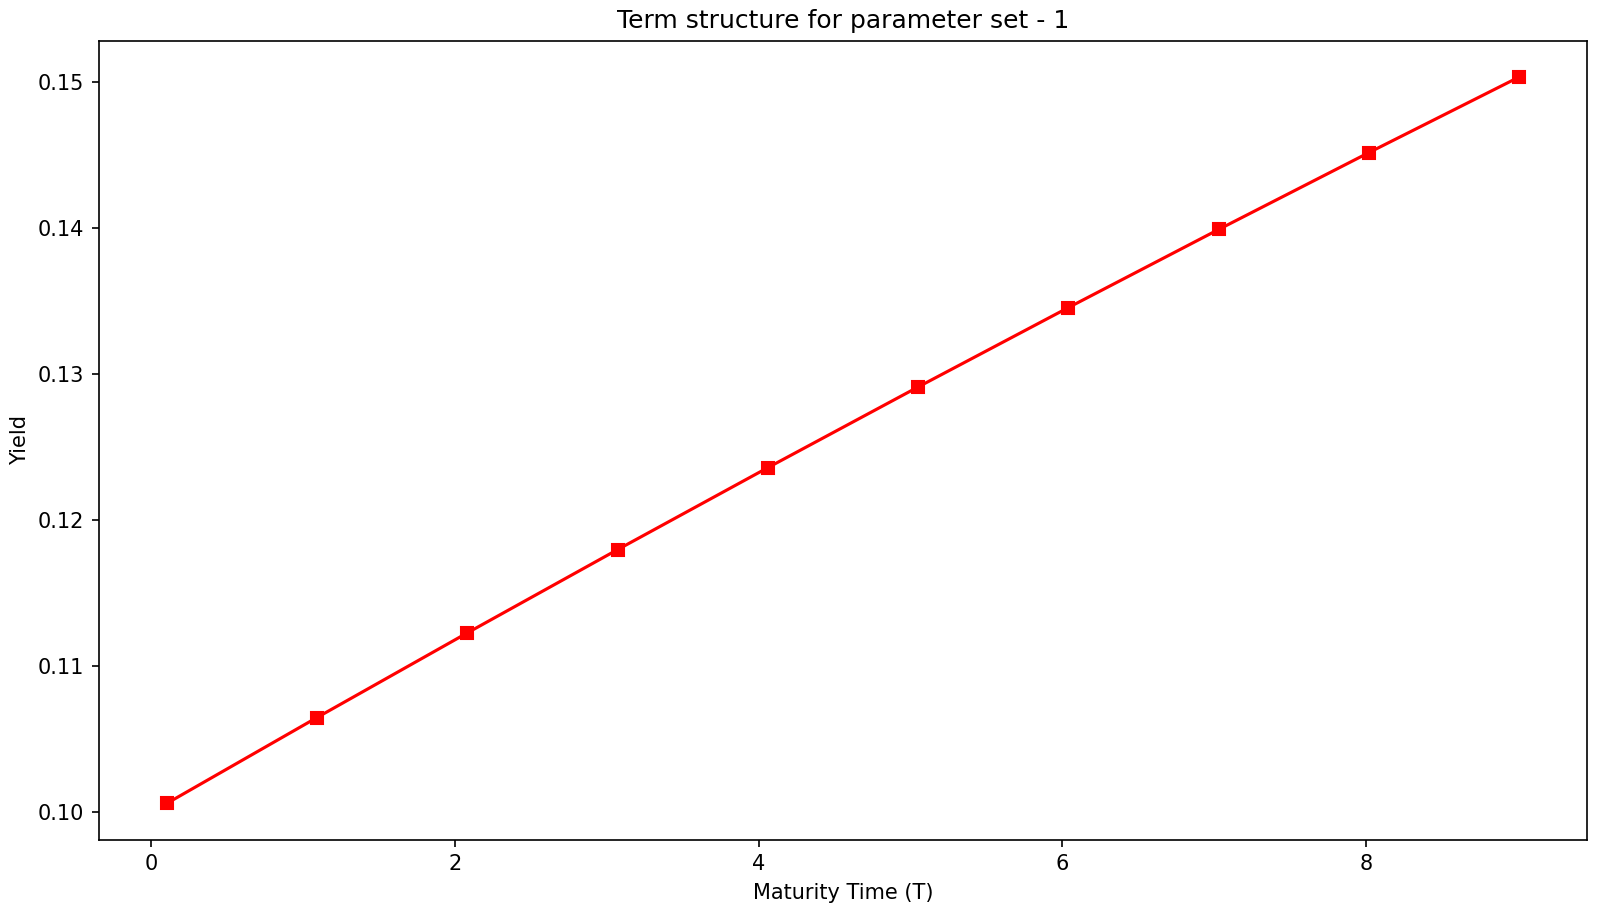 Term structure for parameter set - 1
0.15
0.14
0.13
0.12
0.11
0.10
Yield
0 2 4 6 8
Maturity Time (T)